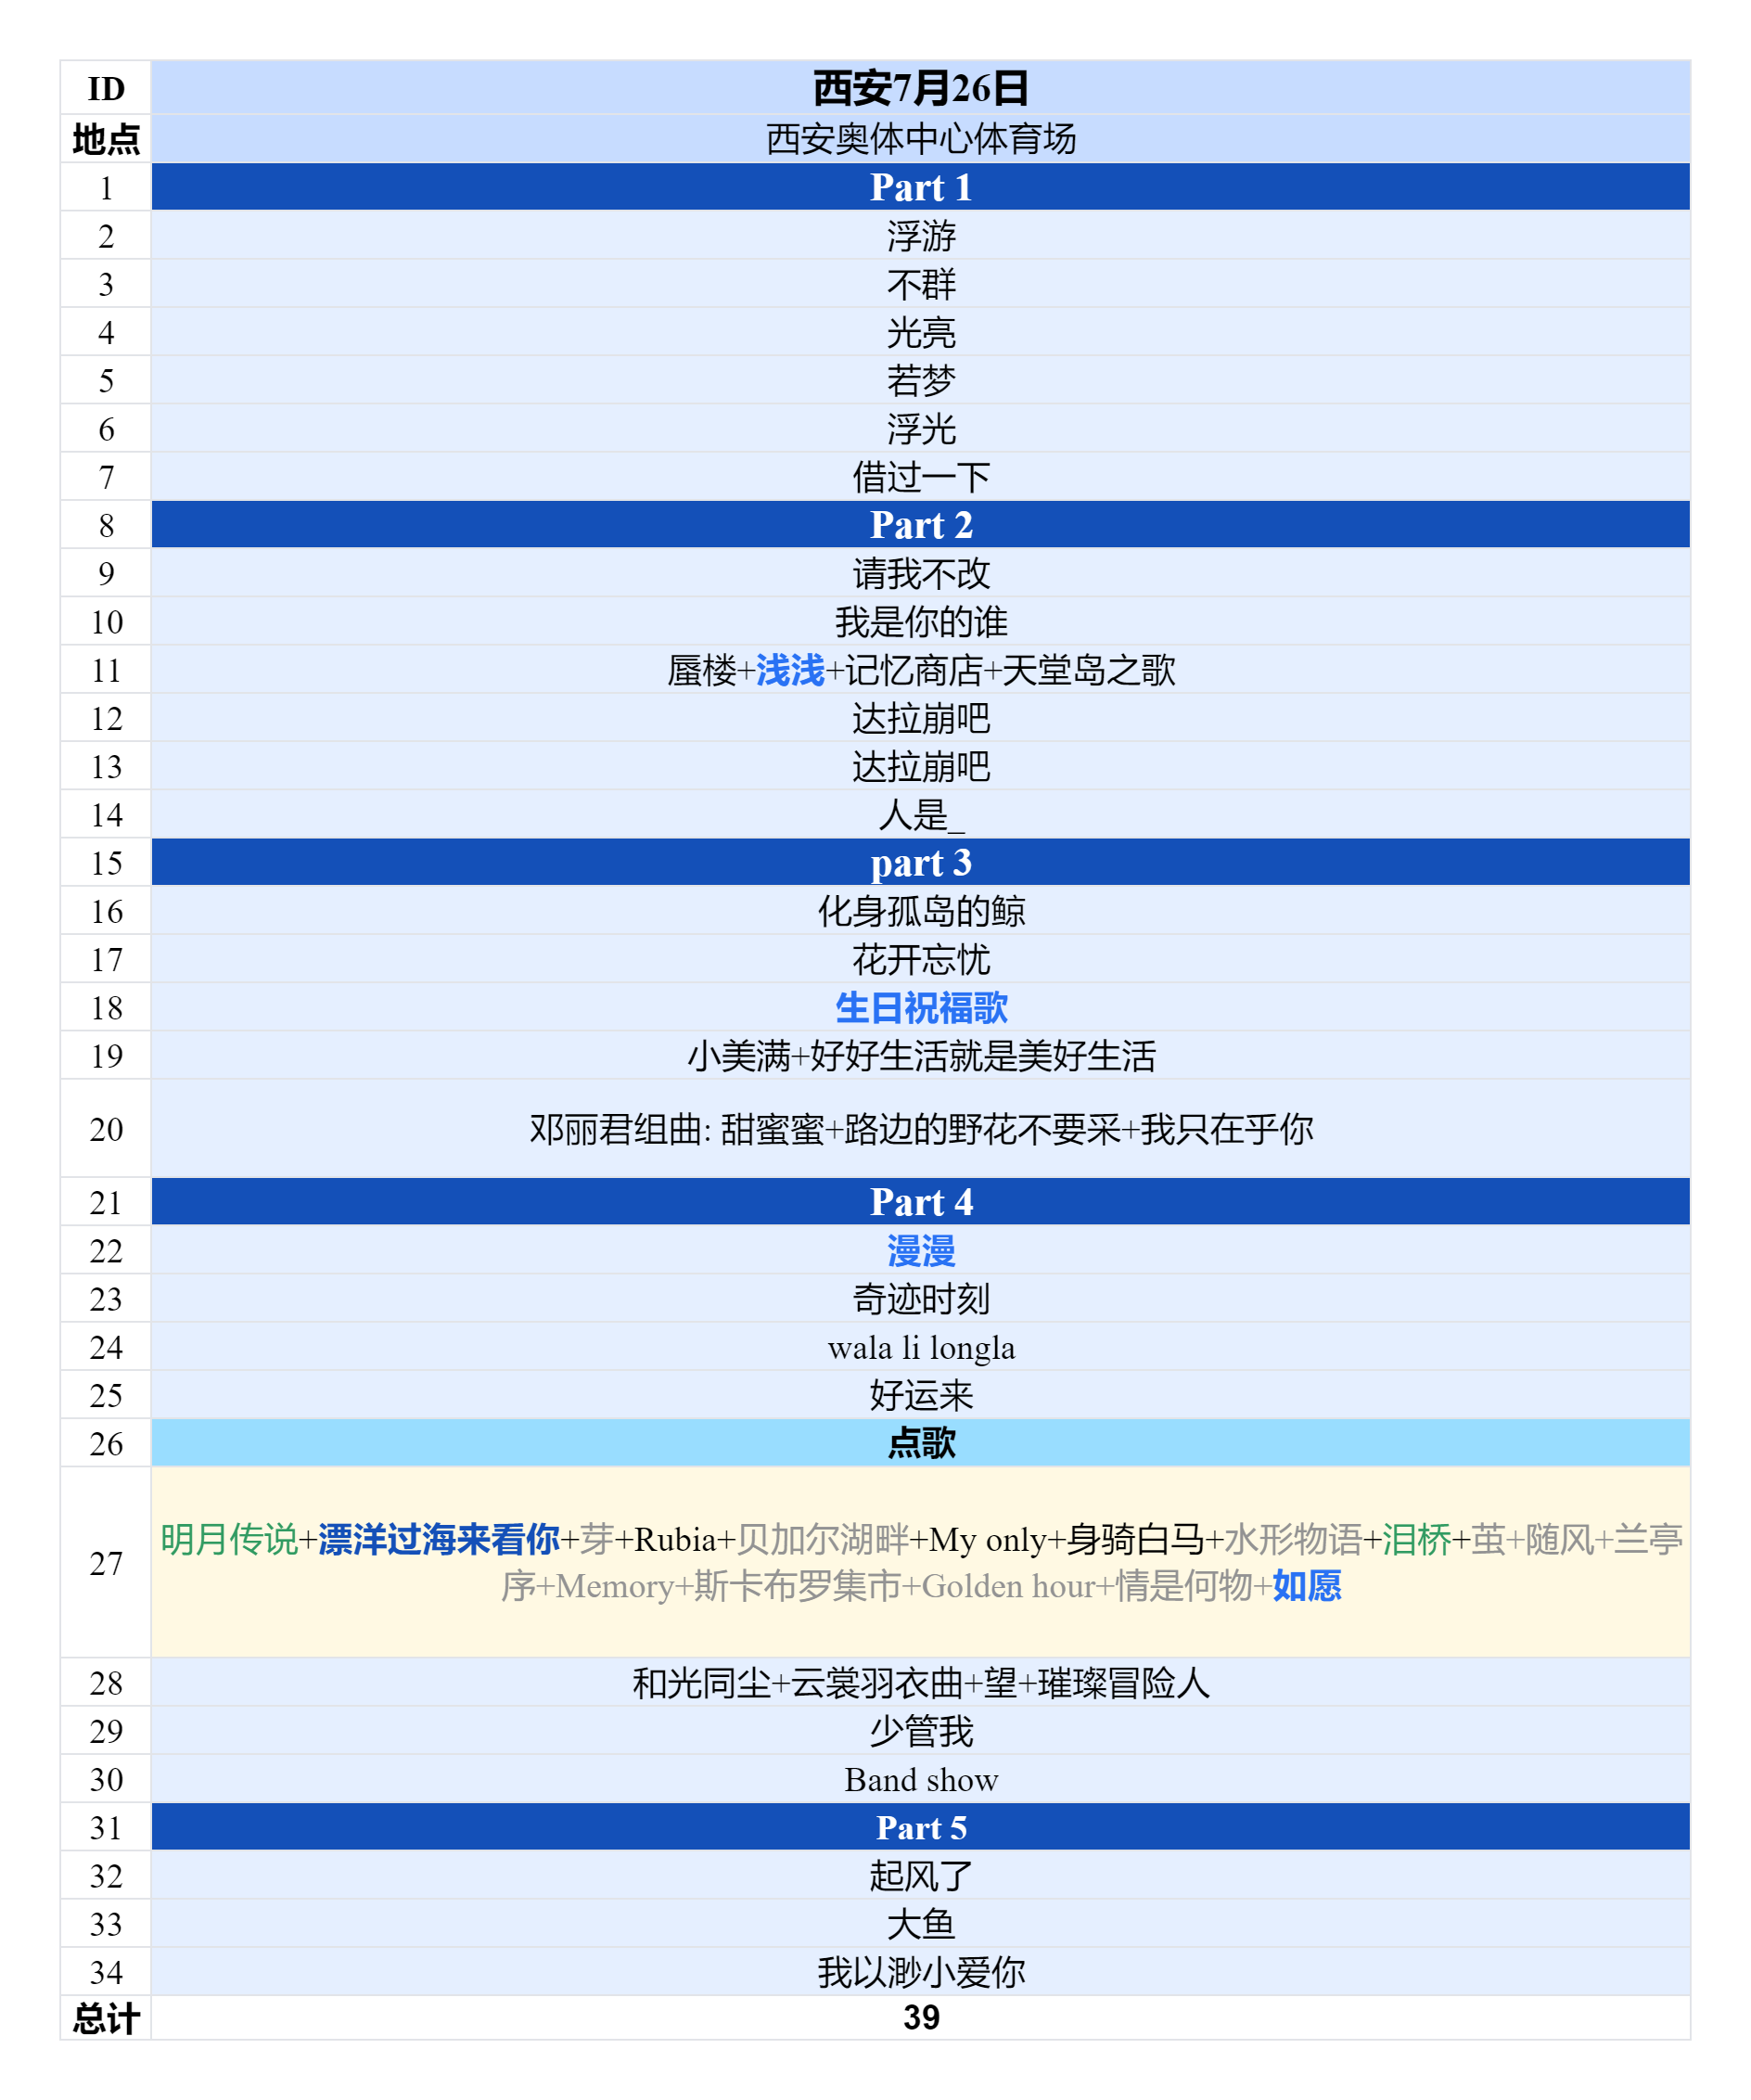 ID 西安7月26日
地点 西安奥体中心体育场
1 Part 1
2 浮游
3 不群
4 光亮
5 若梦
6 浮光
7 借过一下
8 Part 2
9 请我不改
10 我是你的谁
11 蜃楼+浅浅+记忆商店+天堂岛之歌
12 达拉崩吧
13 达拉崩吧
14 人是_
15 part 3
16 化身孤岛的鲸
17 花开忘忧
18 生日祝福歌
19 小美满+好好生活就是美好生活
20 邓丽君组曲: 甜蜜蜜+路边的野花不要采+我只在乎你
21 Part 4
22 漫漫
23 奇迹时刻
24 wala li longla
25 好运来
26 点歌
27 明月传说+漂洋过海来看你+芽+Rubia+贝加尔湖畔+My only+身骑白马+水形物语+泪桥+茧+随风+兰亭
序+Memory+斯卡布罗集市+Golden hour+情是何物+如愿
28 和光同尘+云裳羽衣曲+望+璀璨冒险人
29 少管我
30 Band show
31 Part 5
32 起风了
33 大鱼
34 我以渺小爱你
总计 39